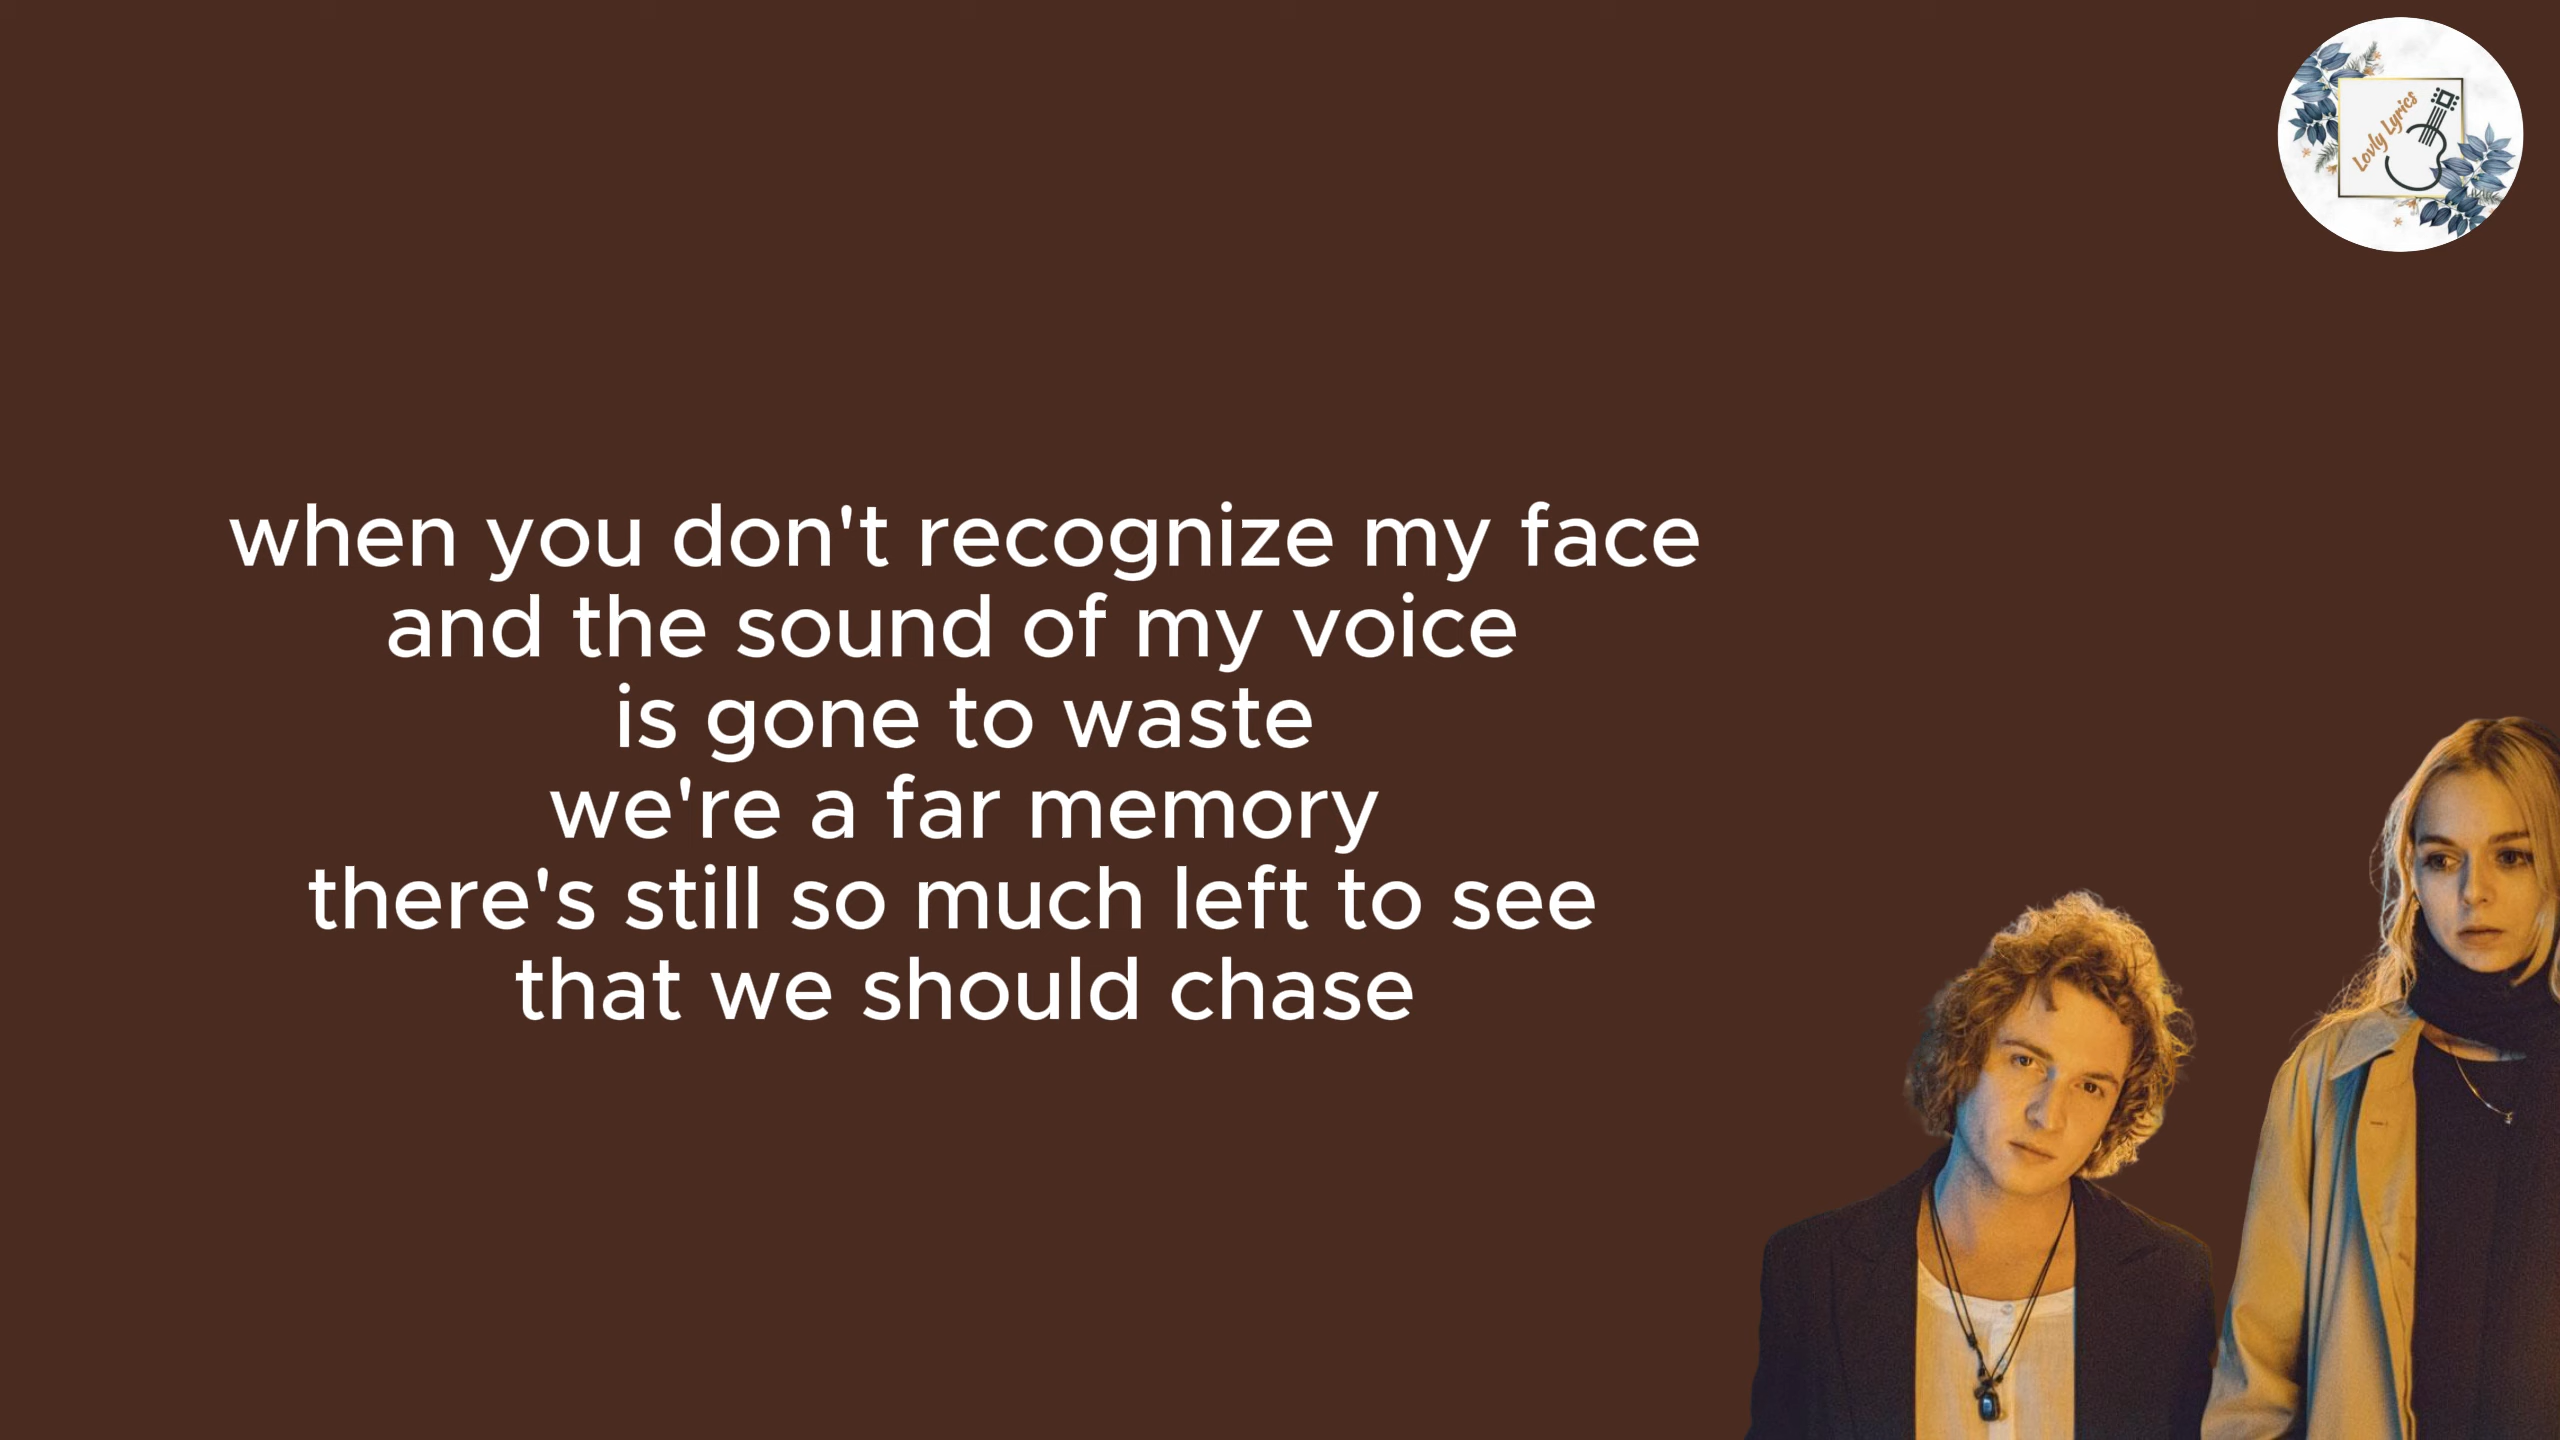 Lovly Lyrics
when you don't recognize my face
and the sound of my voice
is gone to waste
we're a far memory
there's still so much left to see
that we should chase